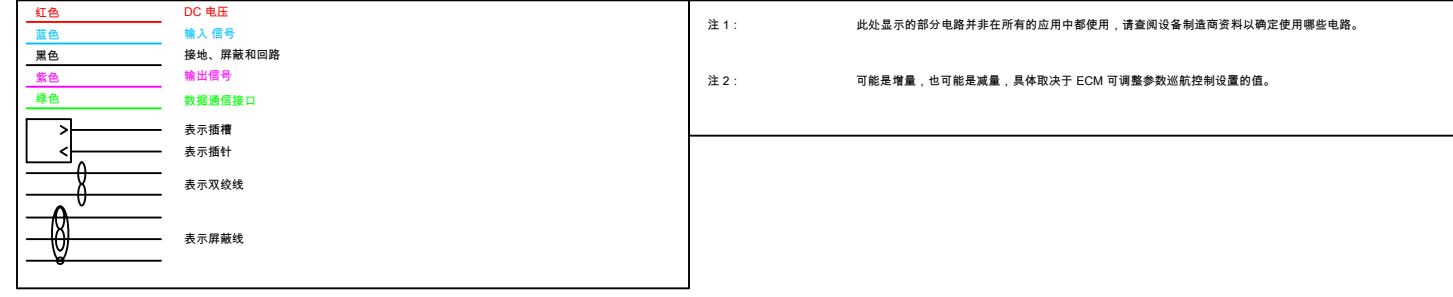 红色 DC 电压
蓝色 输入 信号
黑色 接地、屏蔽和回路
紫色 输出信号
绿色 数据通信接口
表示插槽
表示插针
表示双绞线
表示屏蔽线
注 1： 此处显示的部分电路并非在所有的应用中都使用，请查阅设备制造商资料以确定使用哪些电路。
注 2： 可能是增量，也可能是减量，具体取决于 ECM 可调整参数巡航控制设置的值。